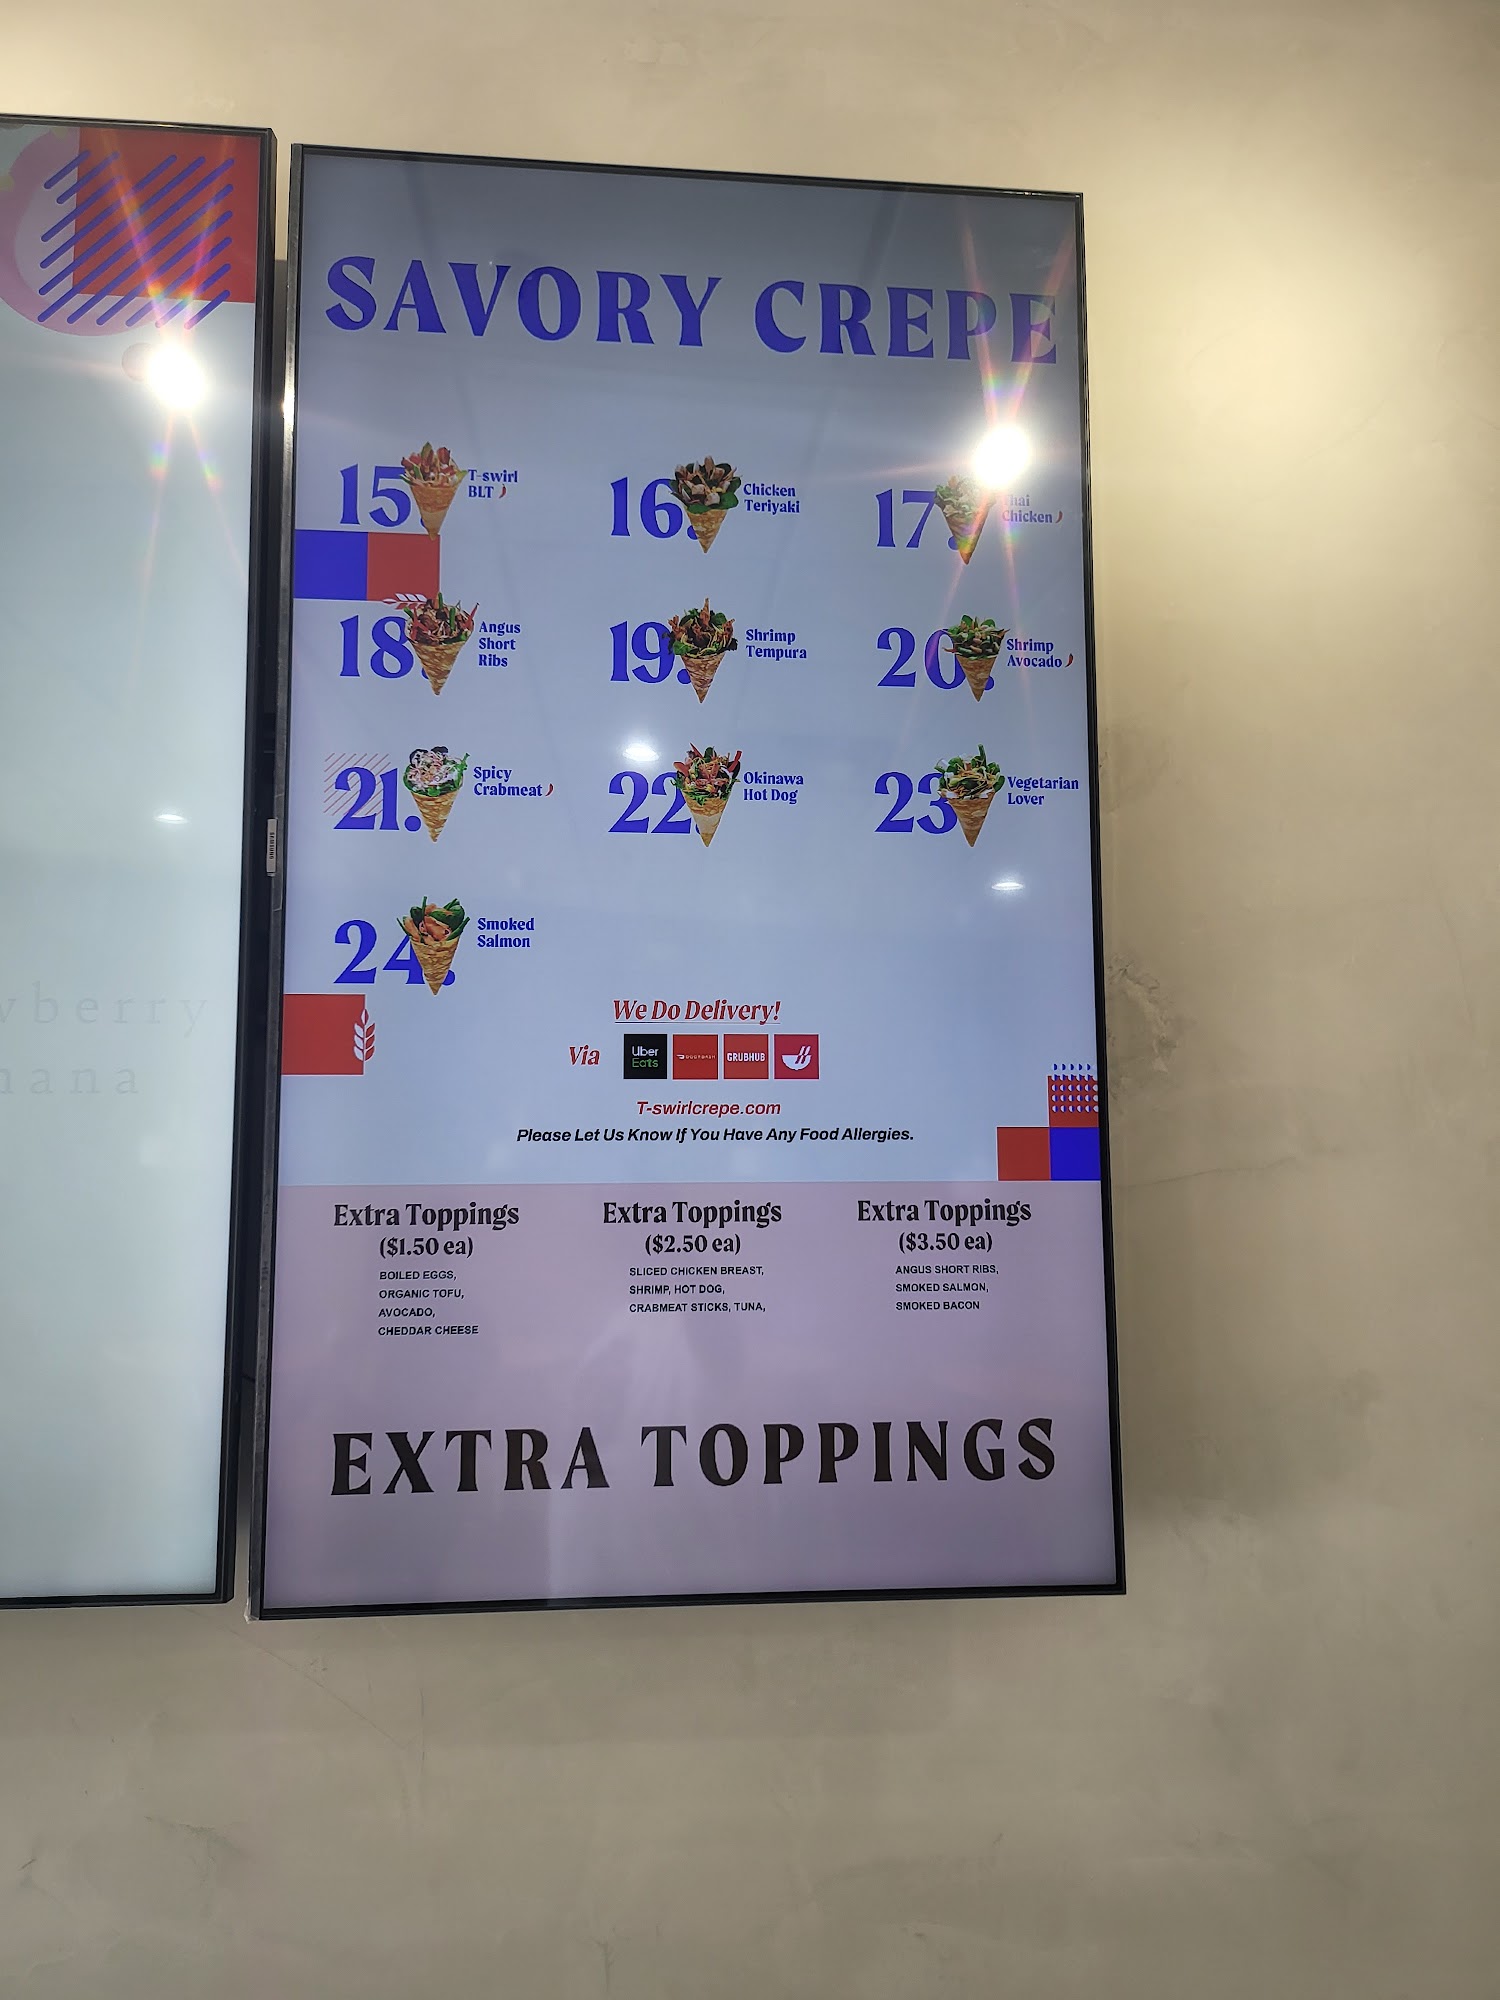 SAVORY CREPE
15.
T-swirl
BLT
16.
Chicken
Teriyaki
17.
Thai
Chicken
18.
Angus
Short
Ribs
19.
Shrimp
Tempura
20.
Shrimp
Avocado
21.
Spicy
Crabmeat
22.
Okinawa
Hot Dog
23.
Vegetarian
Lover
24.
Smoked
Salmon
We Do Delivery!
Via
Uber
Eats
DOORDASH
GRUBHUB
T-swirlcrepe.com
Please Let Us Know If You Have Any Food Allergies.
Extra Toppings
($1.50 ea)
BOILED EGGS,
ORGANIC TOFU,
AVOCADO,
CHEDDAR CHEESE
Extra Toppings
($2.50 ea)
SLICED CHICKEN BREAST,
SHRIMP, HOT DOG,
CRABMEAT STICKS, TUNA,
Extra Toppings
($3.50 ea)
ANGUS SHORT RIBS,
SMOKED SALMON,
SMOKED BACON
EXTRA TOPPINGS